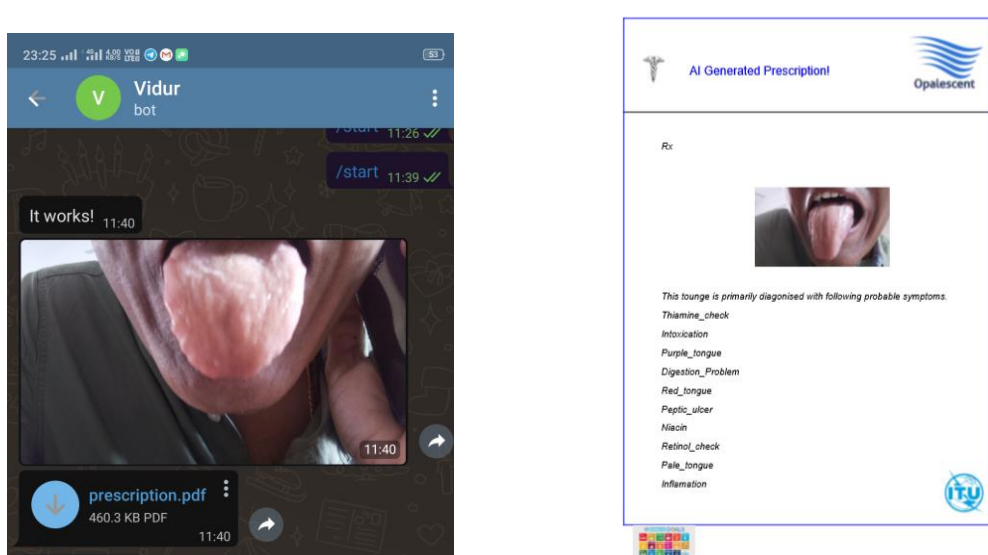 23:25
53
V
Vidur
bot
/start 11:26
/start 11:39
It works! 11:40
11:40
prescription.pdf
460.3 KB PDF
11:40
AI Generated Prescription!
Opalescent
Rx
This tounge is primarily diagonised with following probable symptoms.
Thiamine_check
Intoxication
Purple_tongue
Digestion_Problem
Red_tongue
Peptic_ulcer
Niacin
Retinol_check
Pale_tongue
Inflamation
ITU